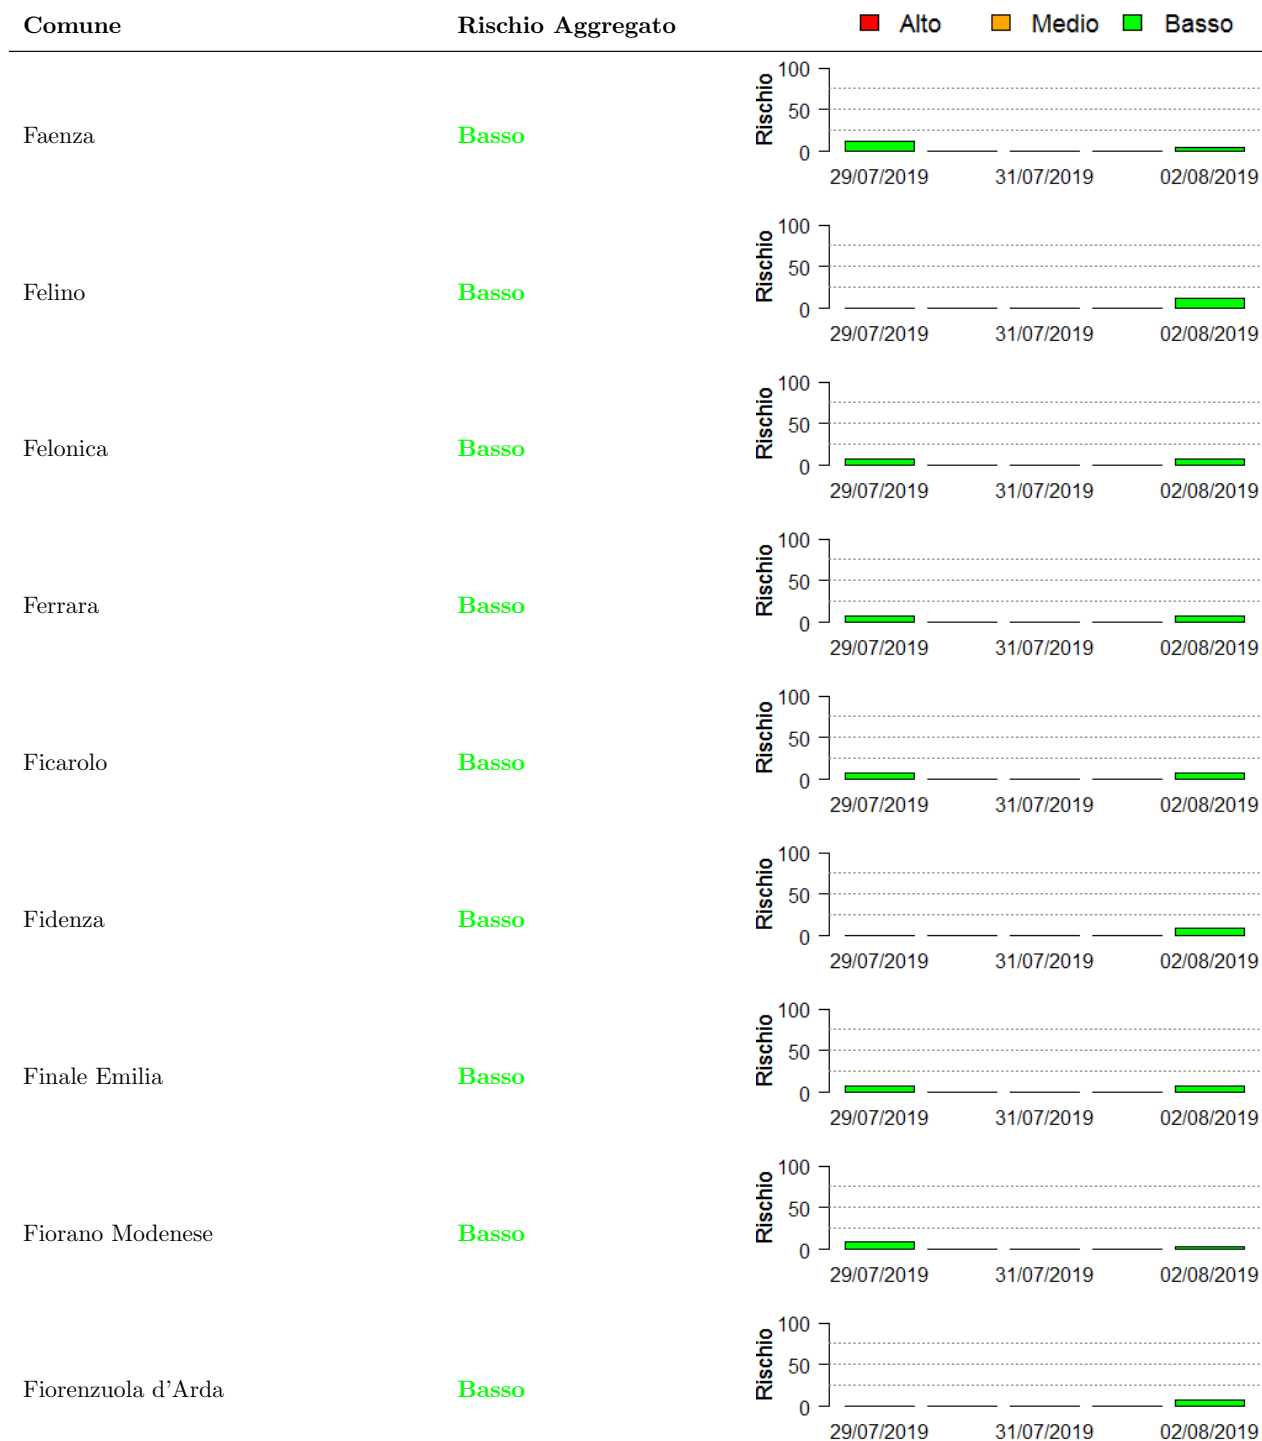 Comune Rischio Aggregato Alto Medio Basso
Faenza Basso
Rischio
100
50
0
29/07/2019 31/07/2019 02/08/2019
Felino Basso
Rischio
100
50
0
29/07/2019 31/07/2019 02/08/2019
Felonica Basso
Rischio
100
50
0
29/07/2019 31/07/2019 02/08/2019
Ferrara Basso
Rischio
100
50
0
29/07/2019 31/07/2019 02/08/2019
Ficarolo Basso
Rischio
100
50
0
29/07/2019 31/07/2019 02/08/2019
Fidenza Basso
Rischio
100
50
0
29/07/2019 31/07/2019 02/08/2019
Finale Emilia Basso
Rischio
100
50
0
29/07/2019 31/07/2019 02/08/2019
Fiorano Modenese Basso
Rischio
100
50
0
29/07/2019 31/07/2019 02/08/2019
Fiorenzuola d'Arda Basso
Rischio
100
50
0
29/07/2019 31/07/2019 02/08/2019